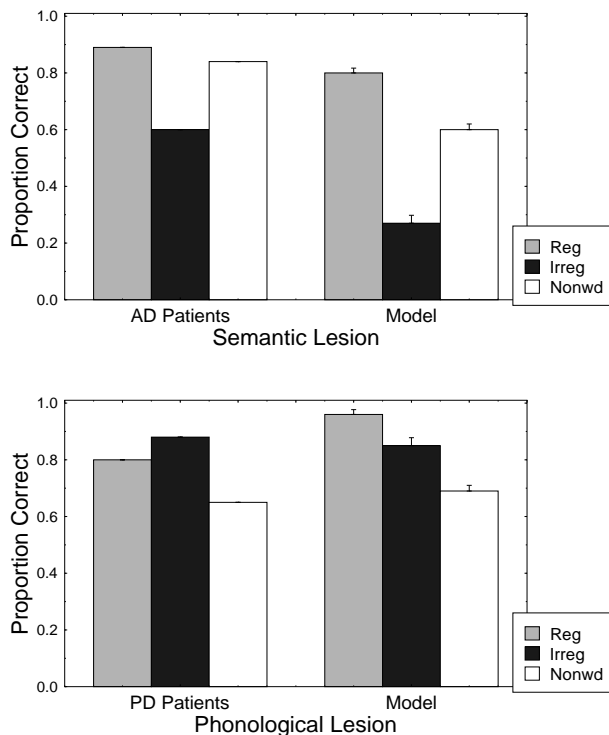 Proportion Correct
1.0
0.8
0.6
0.4
0.2
0.0
AD Patients Model
Semantic Lesion
Reg
Irreg
Nonwd
Proportion Correct
1.0
0.8
0.6
0.4
0.2
0.0
PD Patients Model
Phonological Lesion
Reg
Irreg
Nonwd